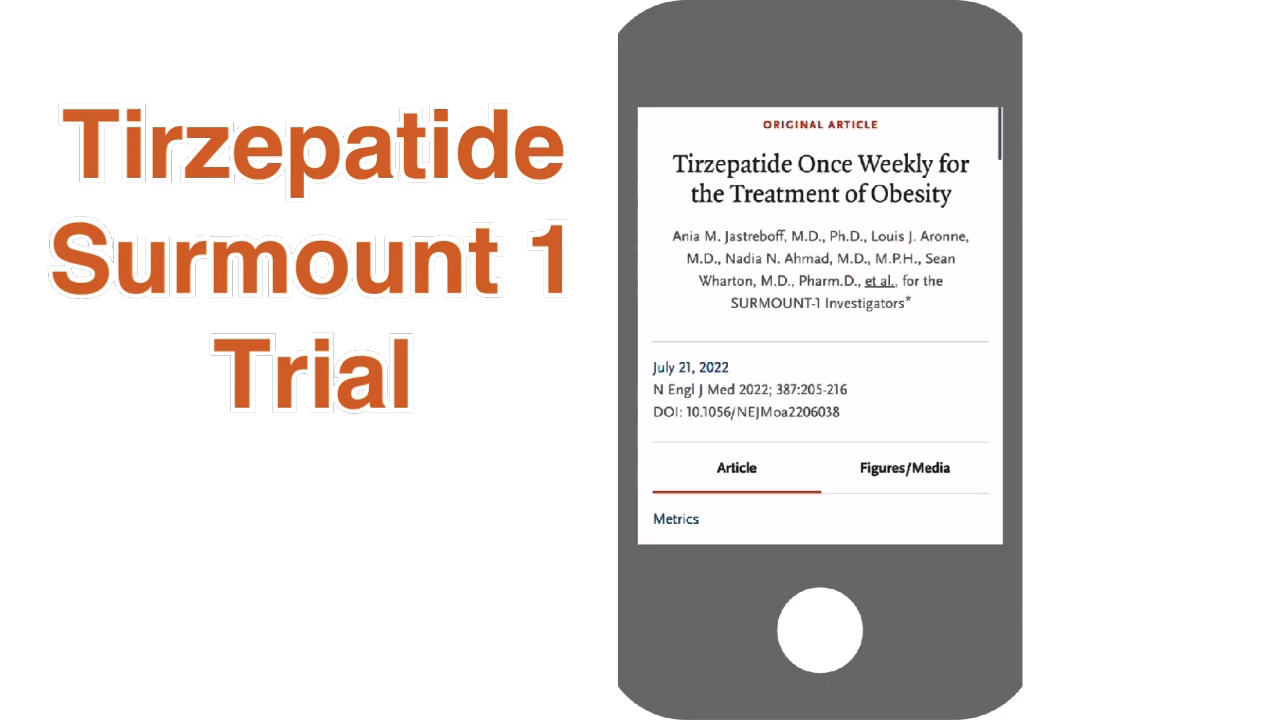 Tirzepatide
Surmount 1
Trial
ORIGINAL ARTICLE
Tirzepatide Once Weekly for
the Treatment of Obesity
Ania M. Jastreboff, M.D., Ph.D., Louis J. Aronne,
M.D., Nadia N. Ahmad, M.D., M.P.H., Sean
Wharton, M.D., Pharm.D., et al., for the
SURMOUNT-1 Investigators*
July 21, 2022
N Engl J Med 2022; 387:205-216
DOI: 10.1056/NEJMoa2206038
Article Figures/Media
Metrics